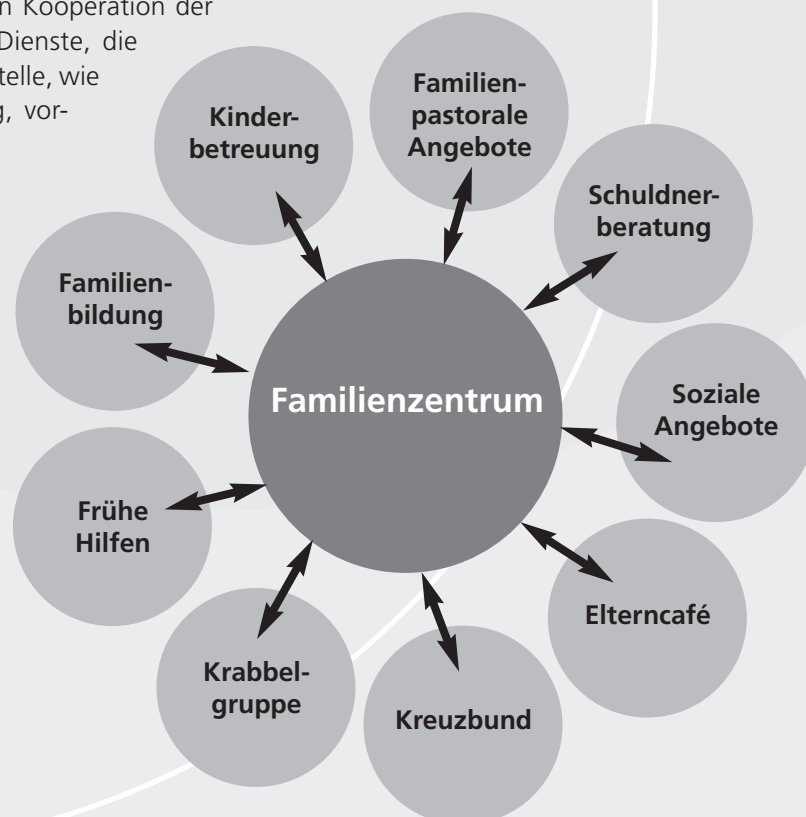 n Kooperation der
Dienste, die
telle, wie
g, vor-
Kinder-
betreuung
Familien-
pastorale
Angebote
Schuldner-
beratung
Familien-
bildung
Soziale
Angebote
Familienzentrum
Frühe
Hilfen
Elterncafé
Krabbel-
gruppe
Kreuzbund